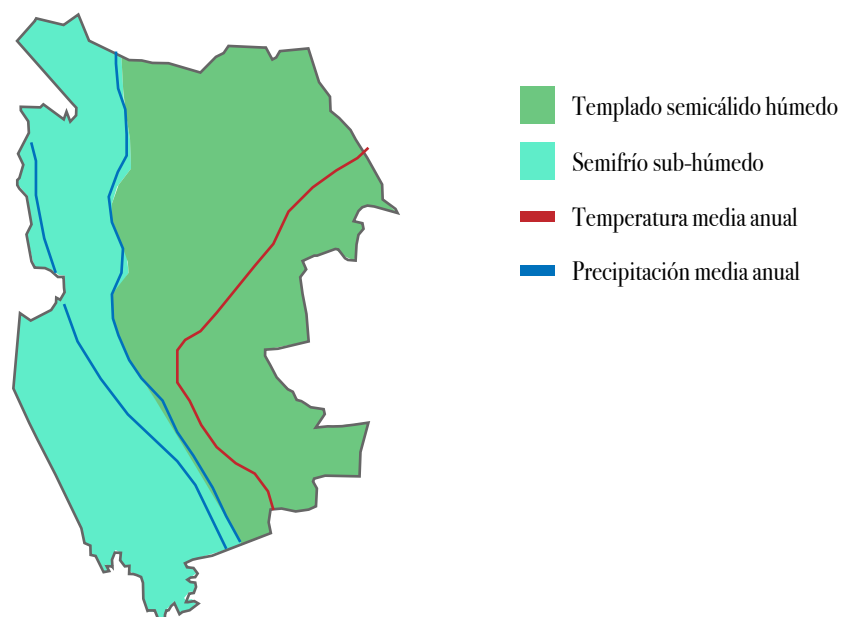 Templado semicálido húmedo
Semifrío sub-húmedo
Temperatura media anual
Precipitación media anual